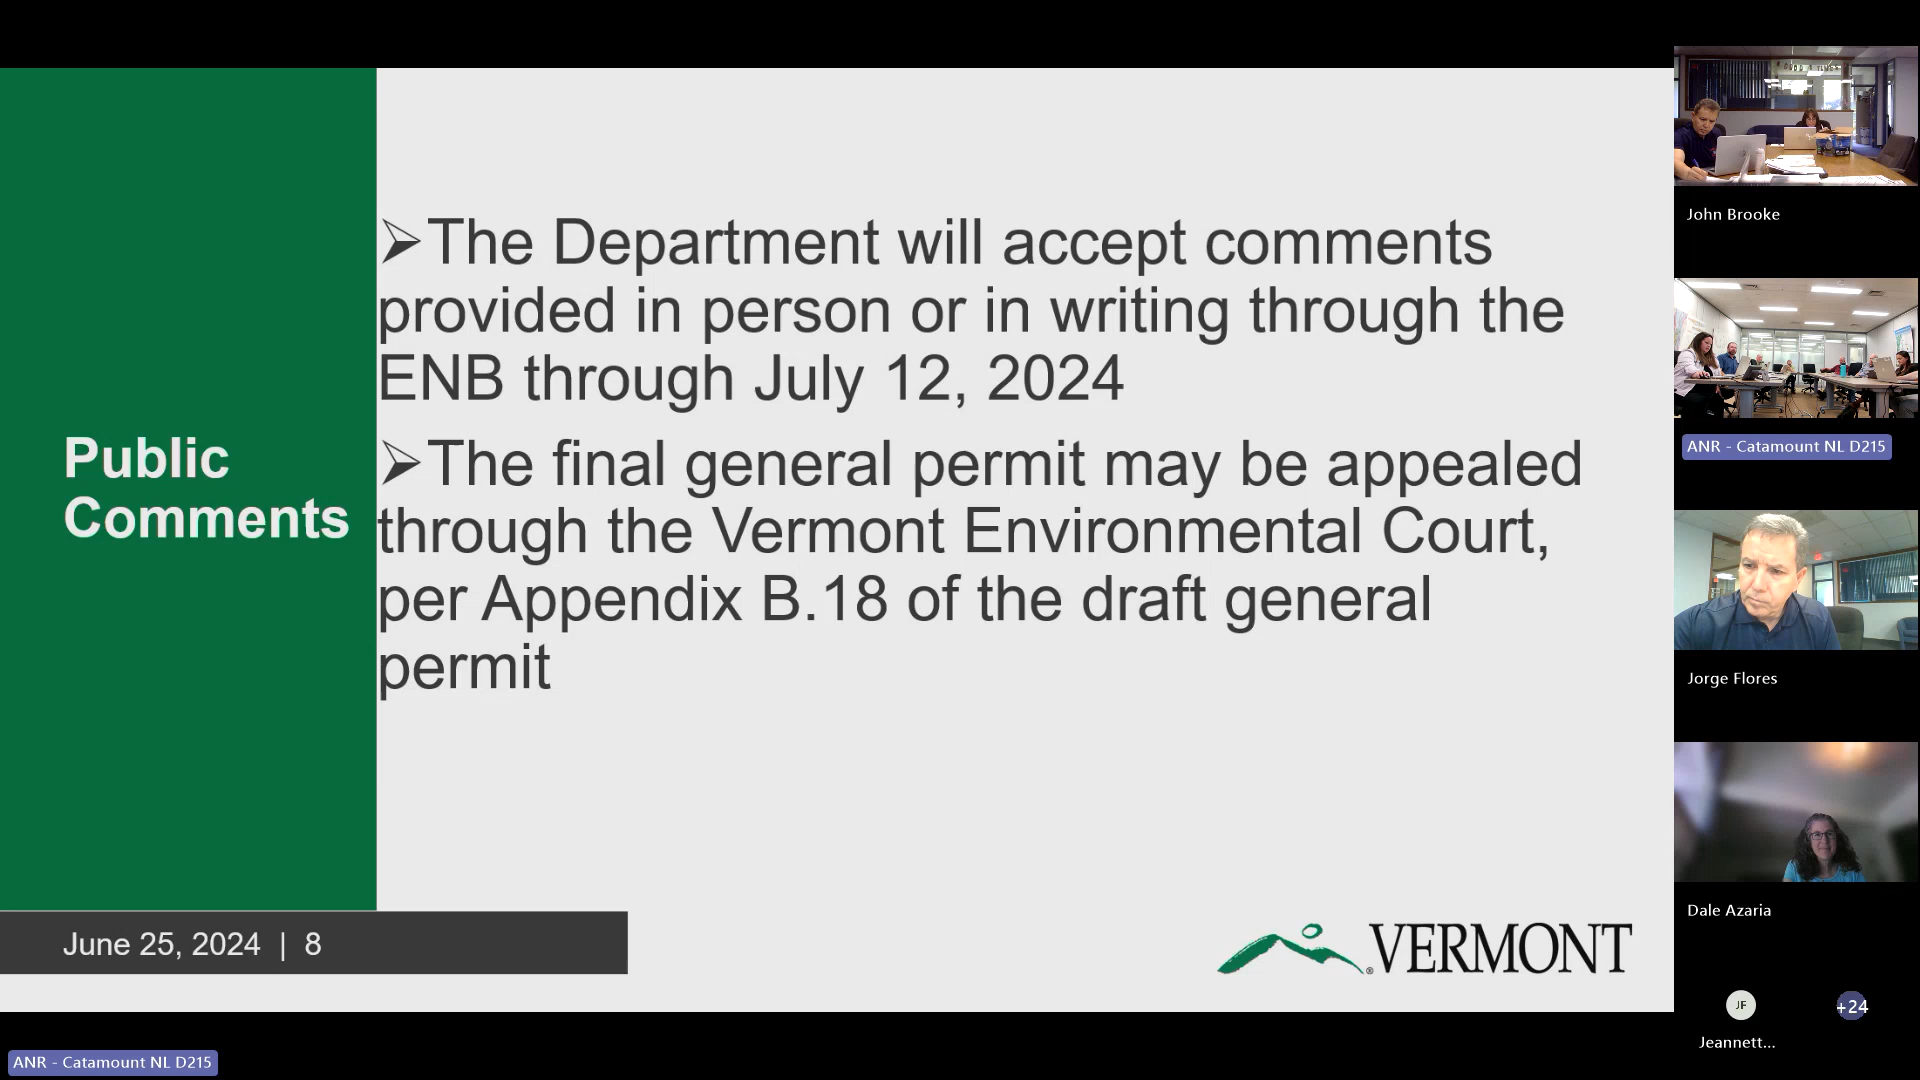 Public
Comments
➢The Department will accept comments
provided in person or in writing through the
ENB through July 12, 2024
➢The final general permit may be appealed
through the Vermont Environmental Court,
per Appendix B.18 of the draft general
permit
June 25, 2024 | 8
VERMONT
®
John Brooke
ANR - Catamount NL D215
Jorge Flores
Dale Azaria
JF
+24
Jeannett...
ANR - Catamount NL D215